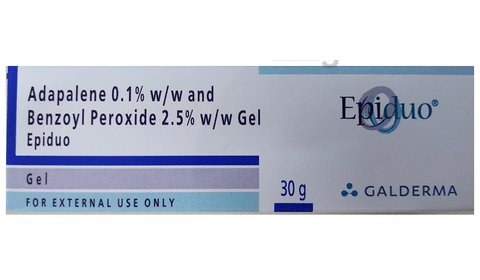 Adapalene 0.1% w/w and
Benzoyl Peroxide 2.5% w/w Gel
Epiduo
Gel
FOR EXTERNAL USE ONLY
30 g
Epiduo®
GALDERMA